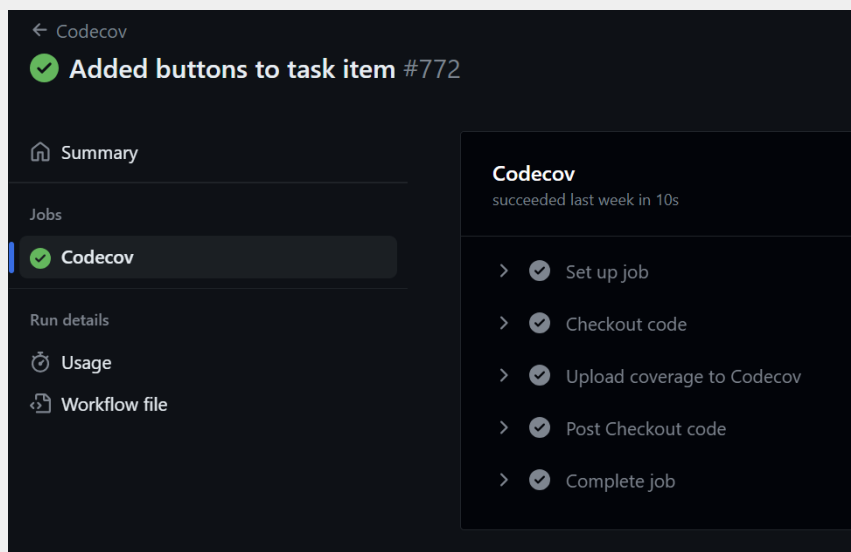 Codecov
Added buttons to task item #772
Summary
Jobs
Codecov
Run details
Usage
Workflow file
Codecov
succeeded last week in 10s
Set up job
Checkout code
Upload coverage to Codecov
Post Checkout code
Complete job